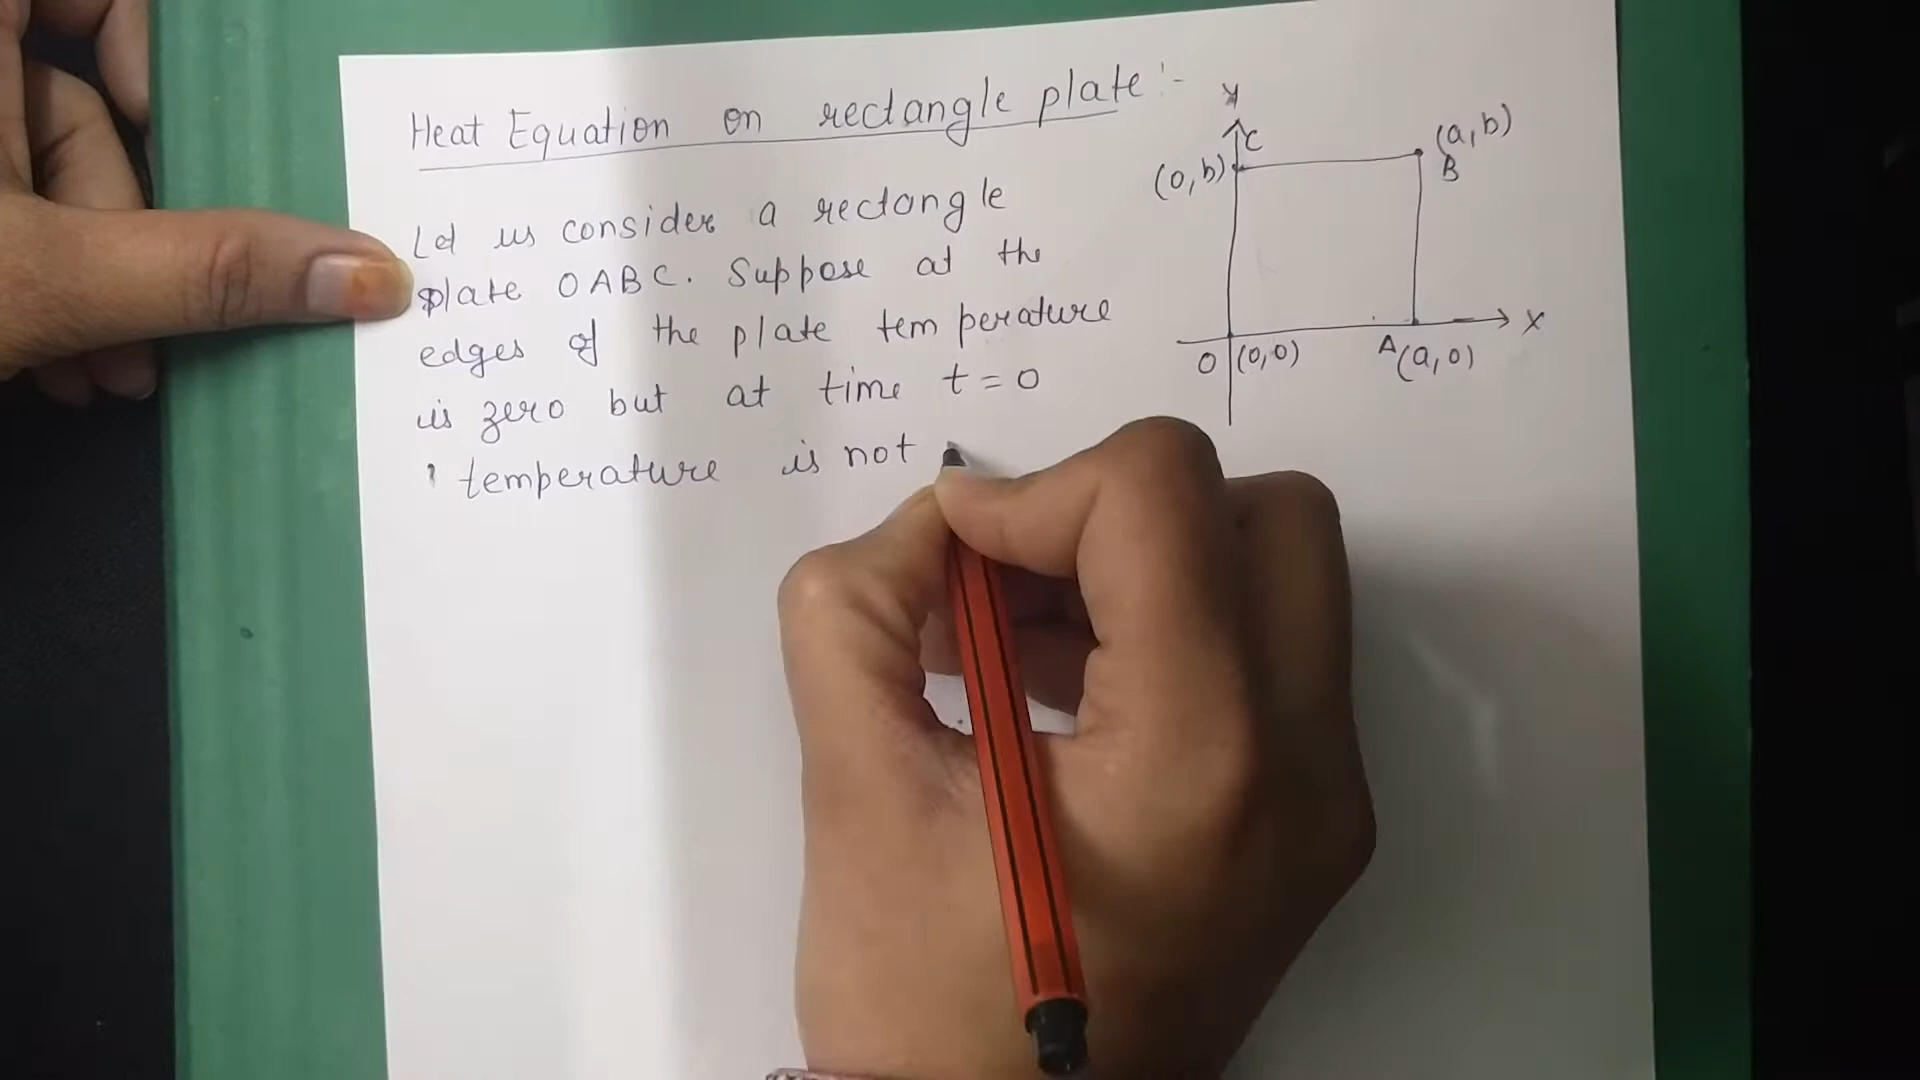 Heat Equation on rectangle plate :-
Let us consider a rectangle
plate OABC. Suppose at the
edges of the plate temperature
is zero but at time t = 0
temperature is not
y
C
(0, b)
(a, b)
B
X
O (0, 0)
A (a, 0)